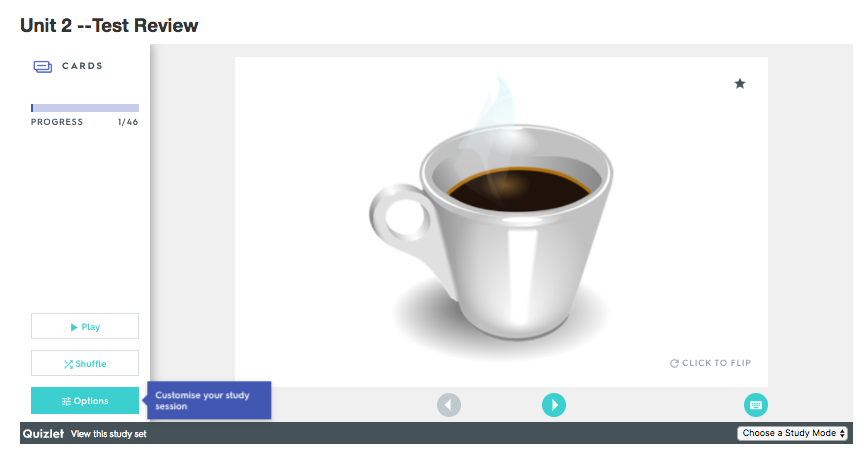 Unit 2 --Test Review
CARDS
PROGRESS 1/46
CLICK TO FLIP
Play
Shuffle
Options
Customise your study
session
Quizlet View this study set
Choose a Study Mode